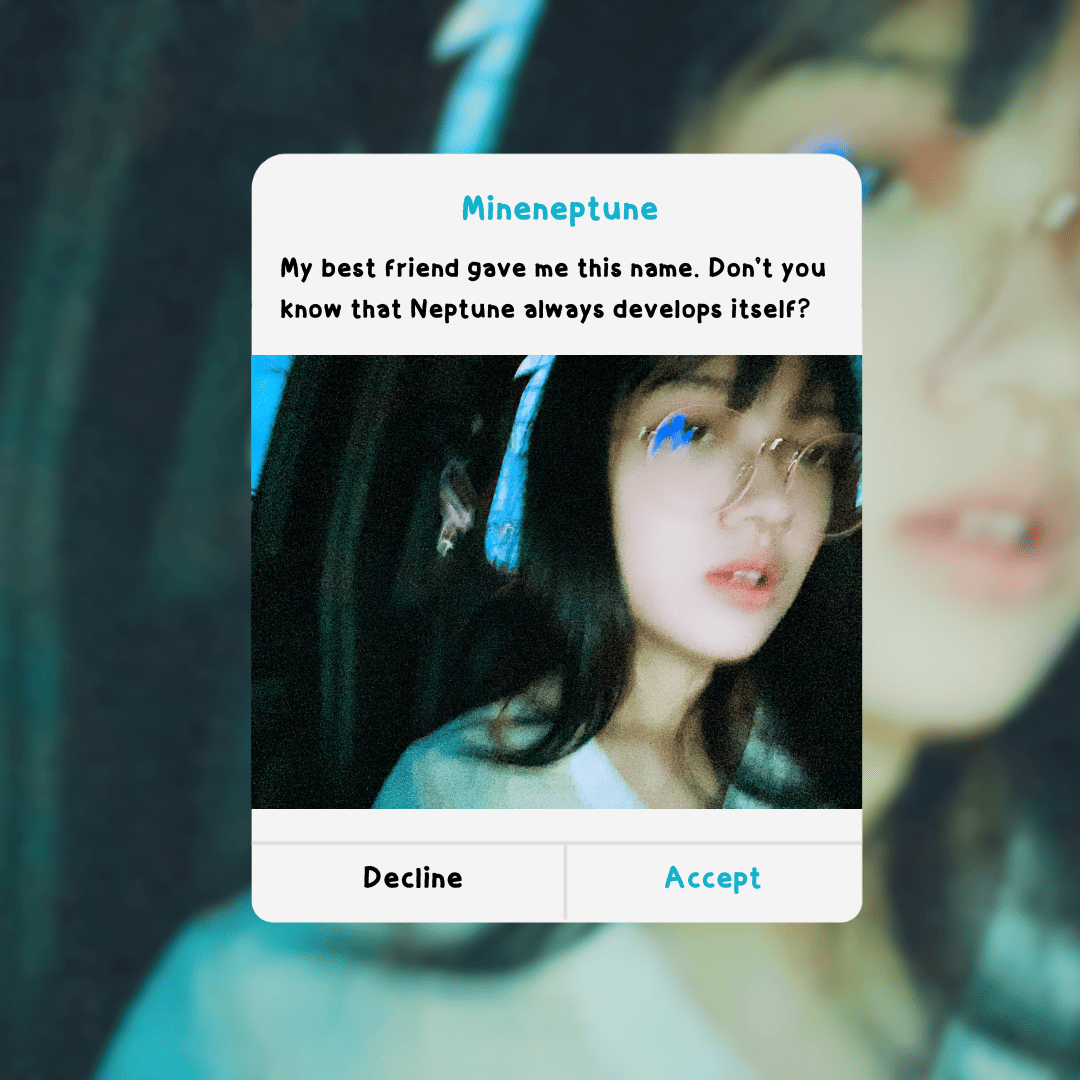 Mineneptune
My best friend gave me this name. Don't you
know that Neptune always develops itself?
Decline
Accept